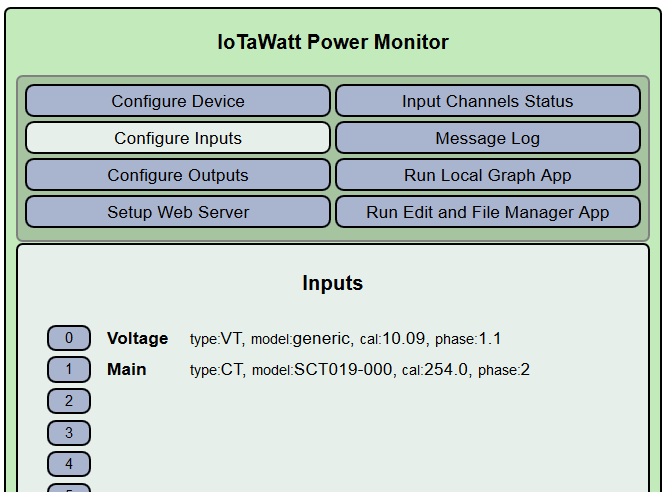 IoTaWatt Power Monitor
Configure Device
Input Channels Status
Configure Inputs
Message Log
Configure Outputs
Run Local Graph App
Setup Web Server
Run Edit and File Manager App
Inputs
0 Voltage type:VT, model:generic, cal:10.09, phase:1.1
1 Main type:CT, model:SCT019-000, cal:254.0, phase:2
2
3
4